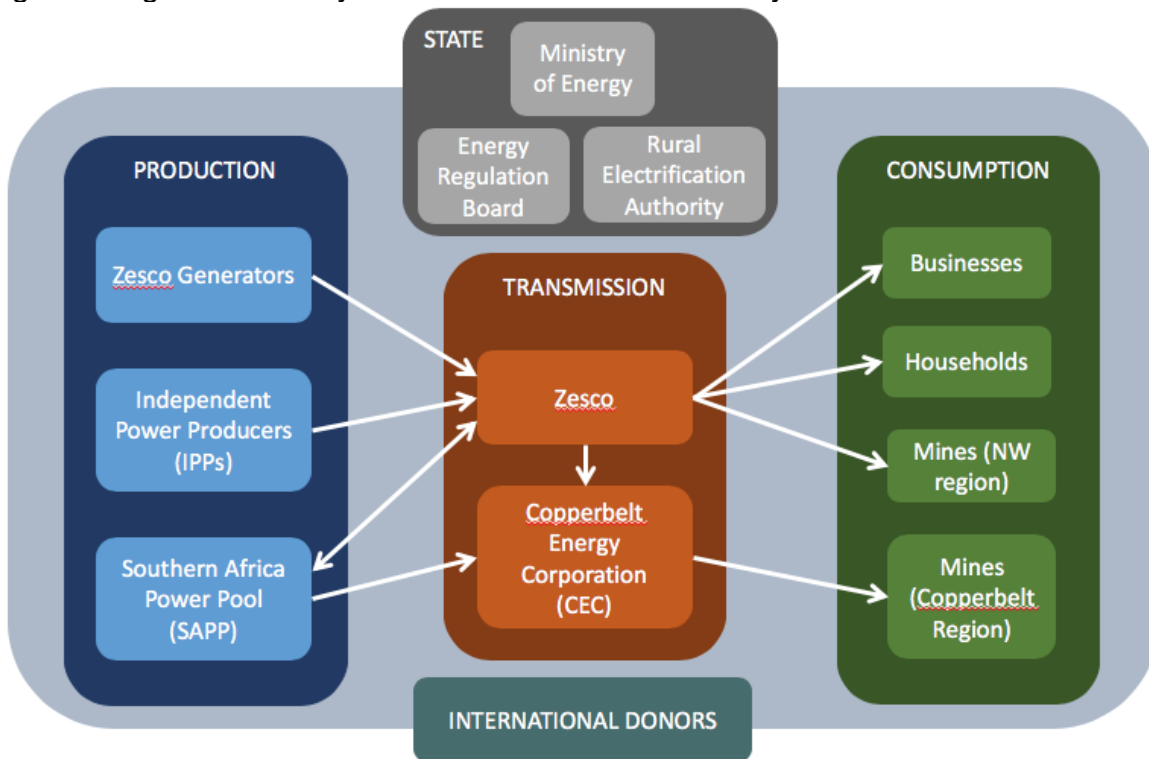 STATE
Ministry
of Energy
Energy
Regulation
Board
Rural
Electrification
Authority
PRODUCTION
Zesco Generators
Independent
Power Producers
(IPPs)
Southern Africa
Power Pool
(SAPP)
TRANSMISSION
Zesco
Copperbelt
Energy
Corporation
(CEC)
CONSUMPTION
Businesses
Households
Mines (NW
region)
Mines
(Copperbelt
Region)
INTERNATIONAL DONORS